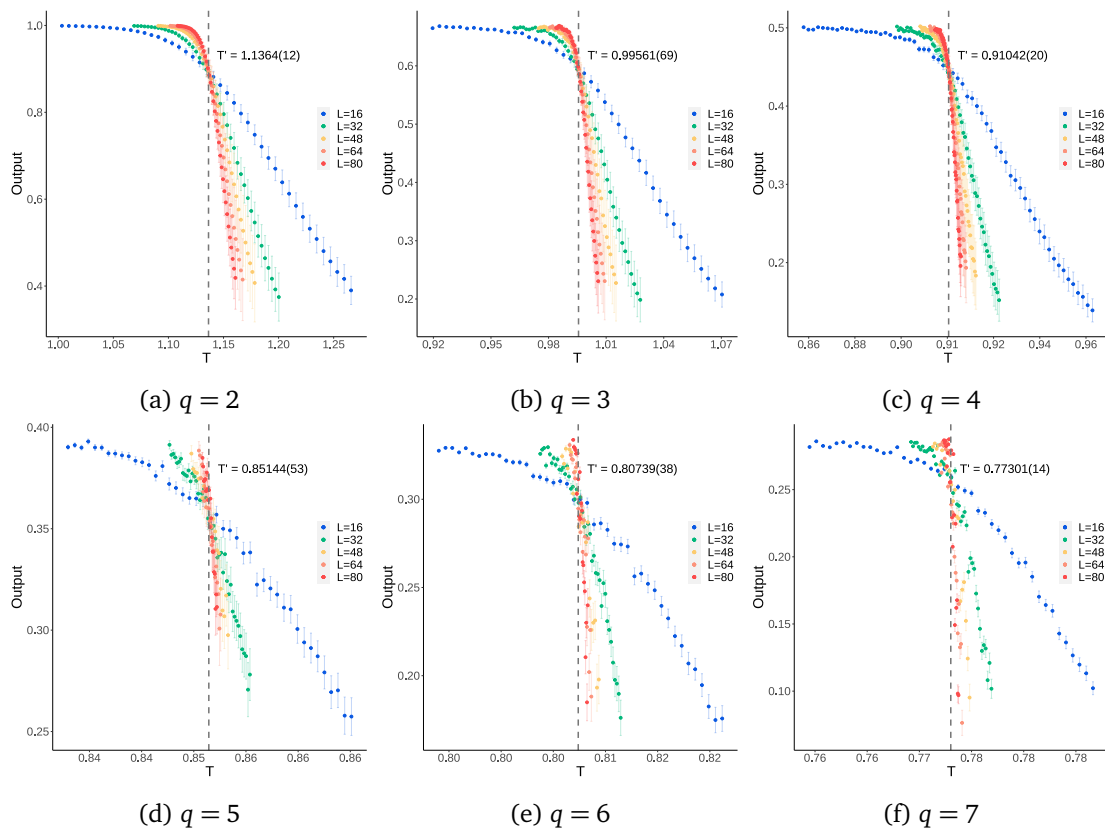 1.0
0.8
0.6
0.4
Output
T' = 1.1364(12)
L=16
L=32
L=48
L=64
L=80
1.00
1.05
1.10
1.15
1.20
1.25
T
(a) q = 2
0.6
0.5
0.4
0.3
0.2
Output
T' = 0.99561(69)
L=16
L=32
L=48
L=64
L=80
0.92
0.95
0.98
1.01
1.04
1.07
T
(b) q = 3
0.5
0.4
0.3
0.2
Output
T' = 0.91042(20)
L=16
L=32
L=48
L=64
L=80
0.86
0.88
0.90
0.91
0.92
0.94
0.96
T
(c) q = 4
0.40
0.35
0.30
0.25
Output
T' = 0.85144(53)
L=16
L=32
L=48
L=64
L=80
0.84
0.84
0.85
0.86
0.86
0.86
T
(d) q = 5
0.30
0.25
0.20
Output
T' = 0.80739(38)
L=16
L=32
L=48
L=64
L=80
0.80
0.80
0.80
0.81
0.82
0.82
T
(e) q = 6
0.25
0.20
0.15
0.10
Output
T' = 0.77301(14)
L=16
L=32
L=48
L=64
L=80
0.76
0.76
0.77
0.78
0.78
0.78
T
(f) q = 7